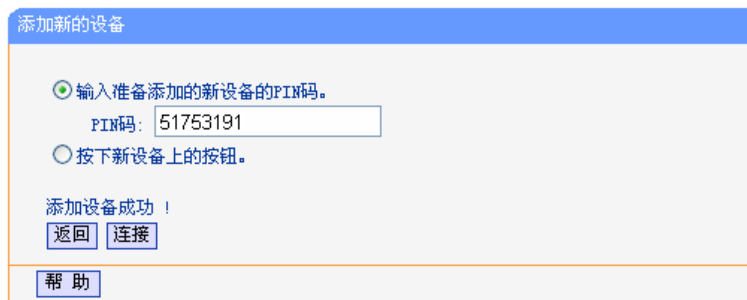 添加新的设备
输入准备添加的新设备的PIN码。
PIN码: 51753191
按下新设备上的按钮。
添加设备成功 !
返回 连接
帮 助